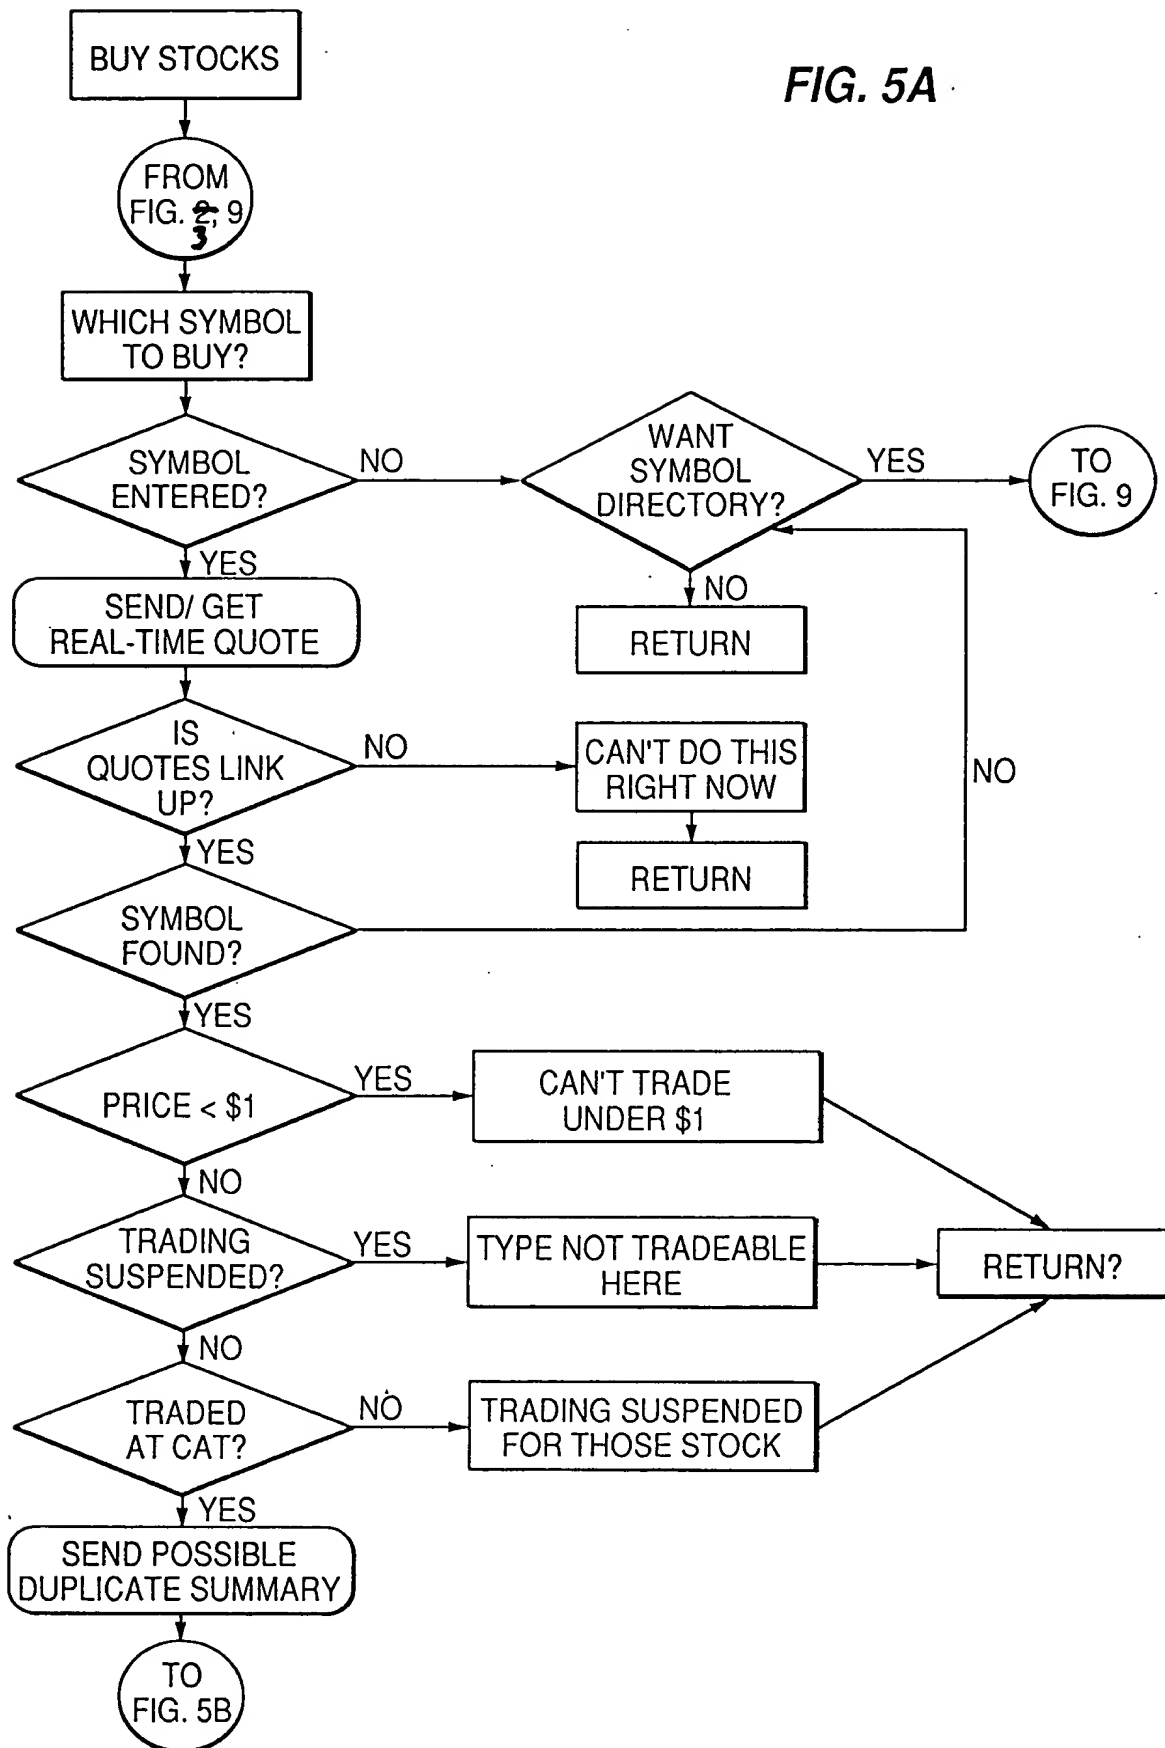 BUY STOCKS
FIG. 5A
FROM
FIG. 2, 9
3
WHICH SYMBOL
TO BUY?
SYMBOL
ENTERED?
NO
WANT
SYMBOL
DIRECTORY?
YES
TO
FIG. 9
YES
NO
SEND/ GET
REAL-TIME QUOTE
RETURN
IS
QUOTES LINK
UP?
NO
CAN'T DO THIS
RIGHT NOW
NO
YES
RETURN
SYMBOL
FOUND?
YES
PRICE < $1
YES
CAN'T TRADE
UNDER $1
NO
TRADING
SUSPENDED?
YES
TYPE NOT TRADEABLE
HERE
RETURN?
NO
TRADED
AT CAT?
NO
TRADING SUSPENDED
FOR THOSE STOCK
YES
SEND POSSIBLE
DUPLICATE SUMMARY
TO
FIG. 5B